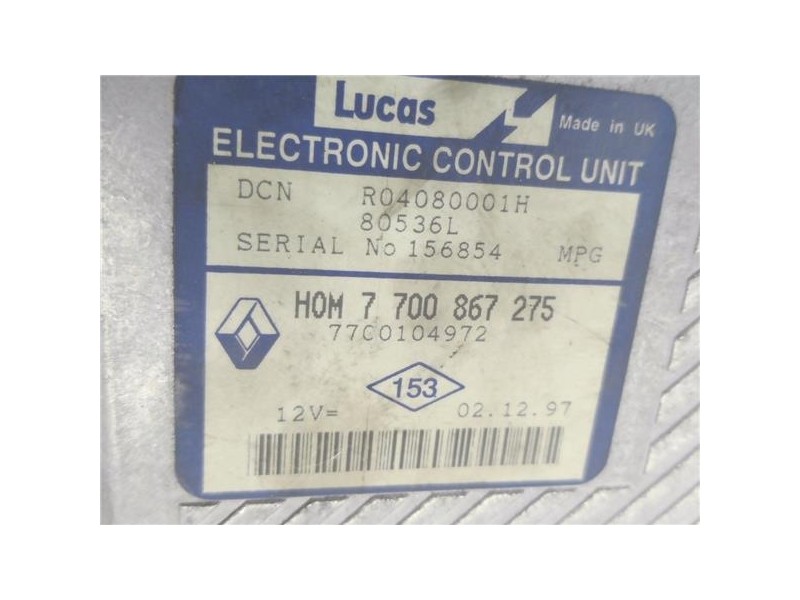 Lucas
Made in UK
ELECTRONIC CONTROL UNIT
DCN R04080001H
80536L
SERIAL No 156854 MPG
HOM 7 700 867 275
7700104972
153
12V= 02.12.97